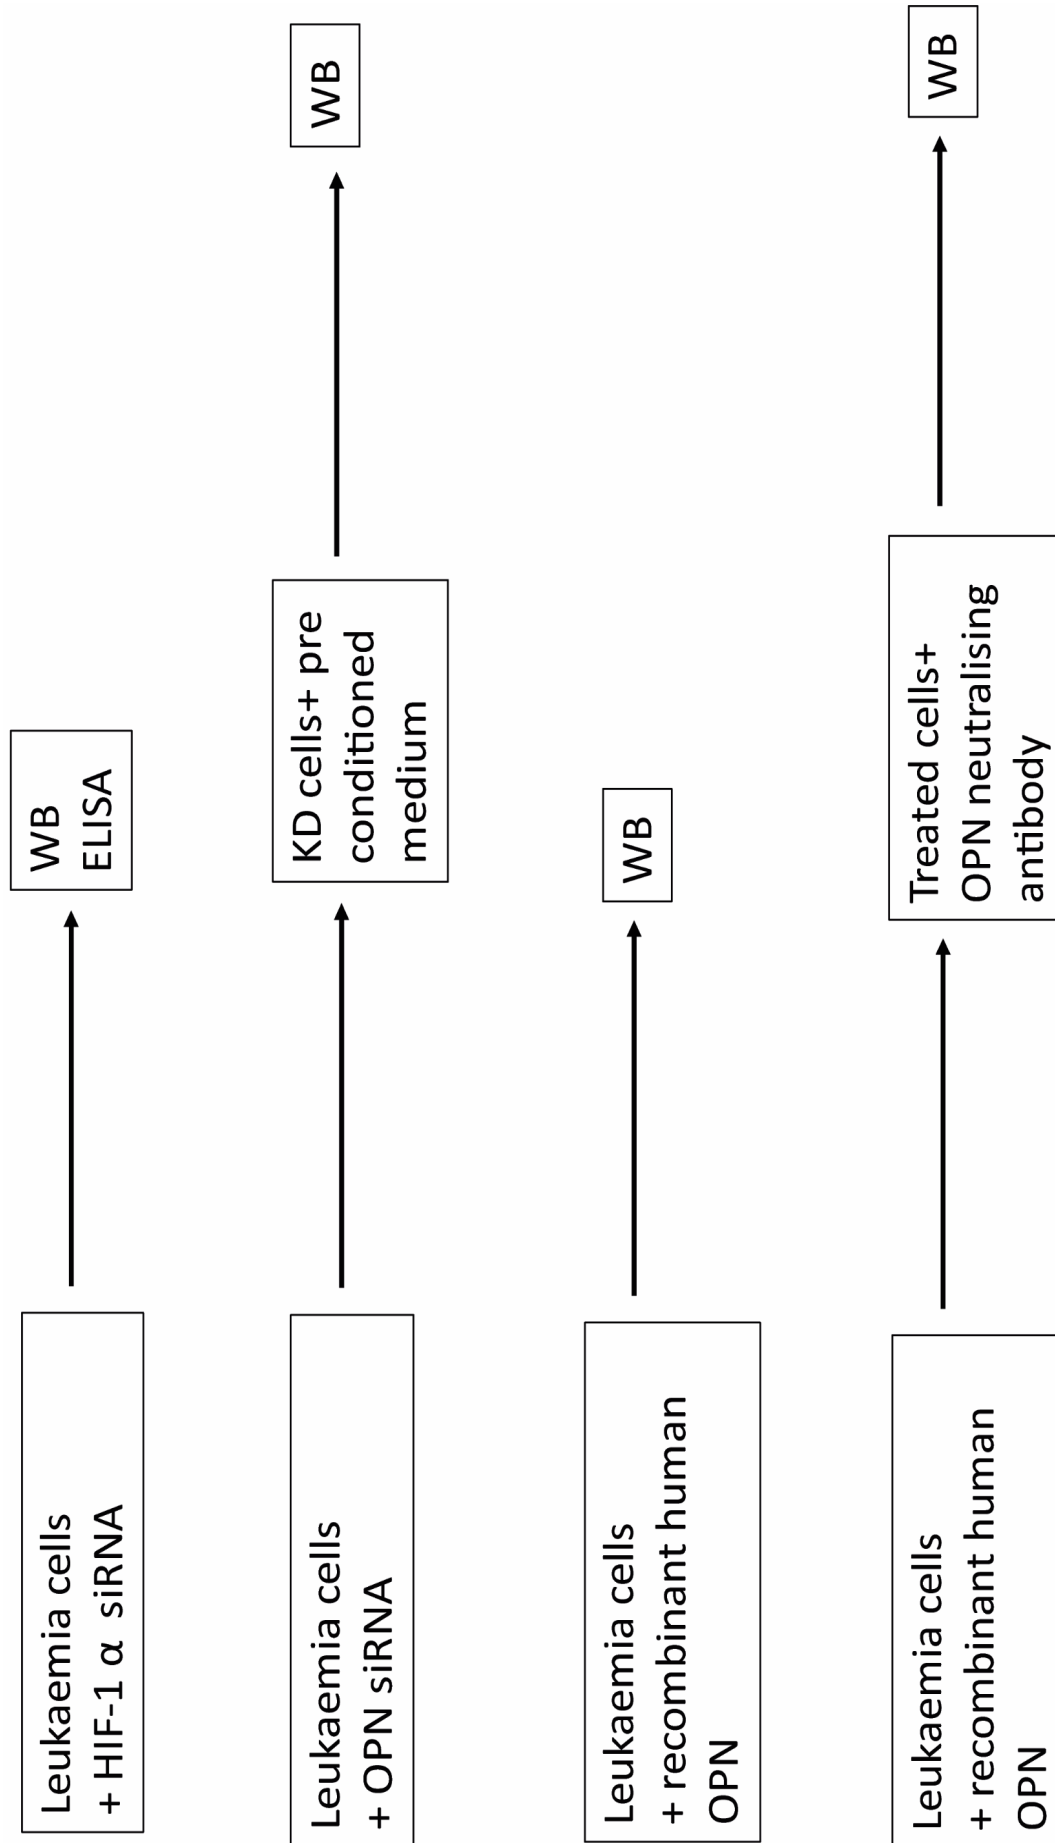 Leukaemia cells
+ HIF-1 α siRNA
WB
ELISA
Leukaemia cells
+ OPN siRNA
KD cells+ pre
conditioned
medium
WB
Leukaemia cells
+ recombinant human
OPN
WB
Leukaemia cells
+ recombinant human
OPN
Treated cells+
OPN neutralising
antibody
WB